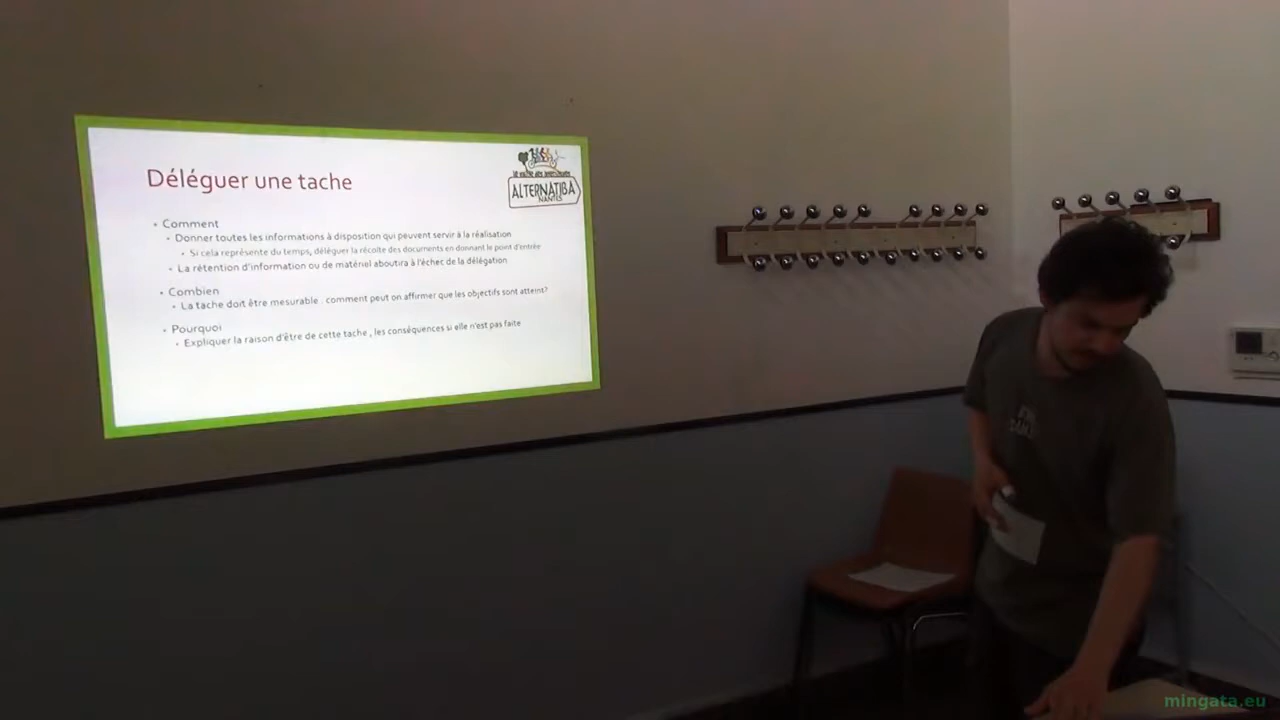 Déléguer une tache
• Comment
• Donner toutes les informations à disposition qui peuvent servir à la réalisation
• Si cela représente du temps, déléguer la récolte des documents en donnant le point d'entrée
• La rétention d'information ou de matériel aboutira à l'échec de la délégation
• Combien
• La tache doit être mesurable : comment peut on affirmer que les objectifs sont atteint?
• Pourquoi
• Expliquer la raison d'être de cette tache , les conséquences si elle n'est pas faite
ALTERNATIBA
NANTES
mingata.eu